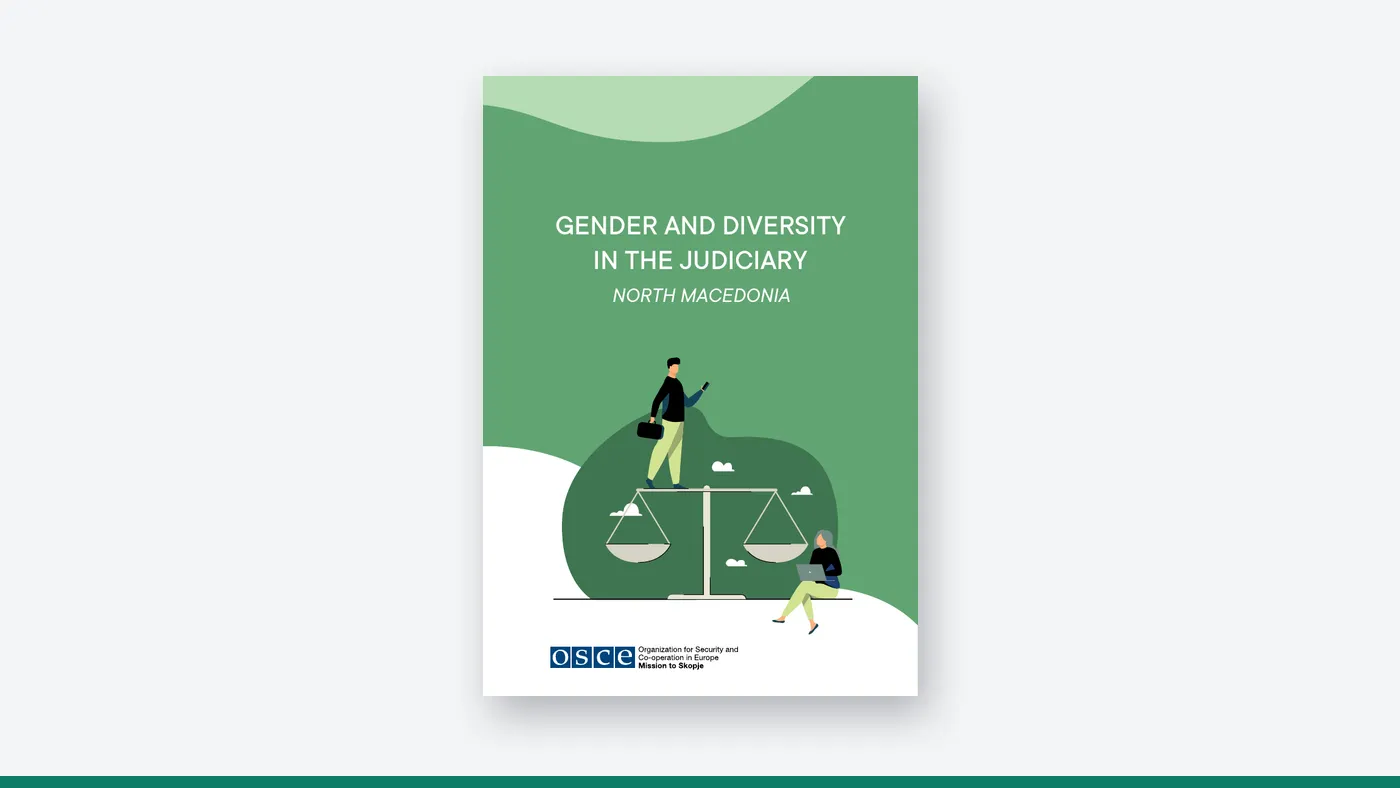 GENDER AND DIVERSITY
IN THE JUDICIARY
NORTH MACEDONIA
osce
Organization for Security and
Co-operation in Europe
Mission to Skopje